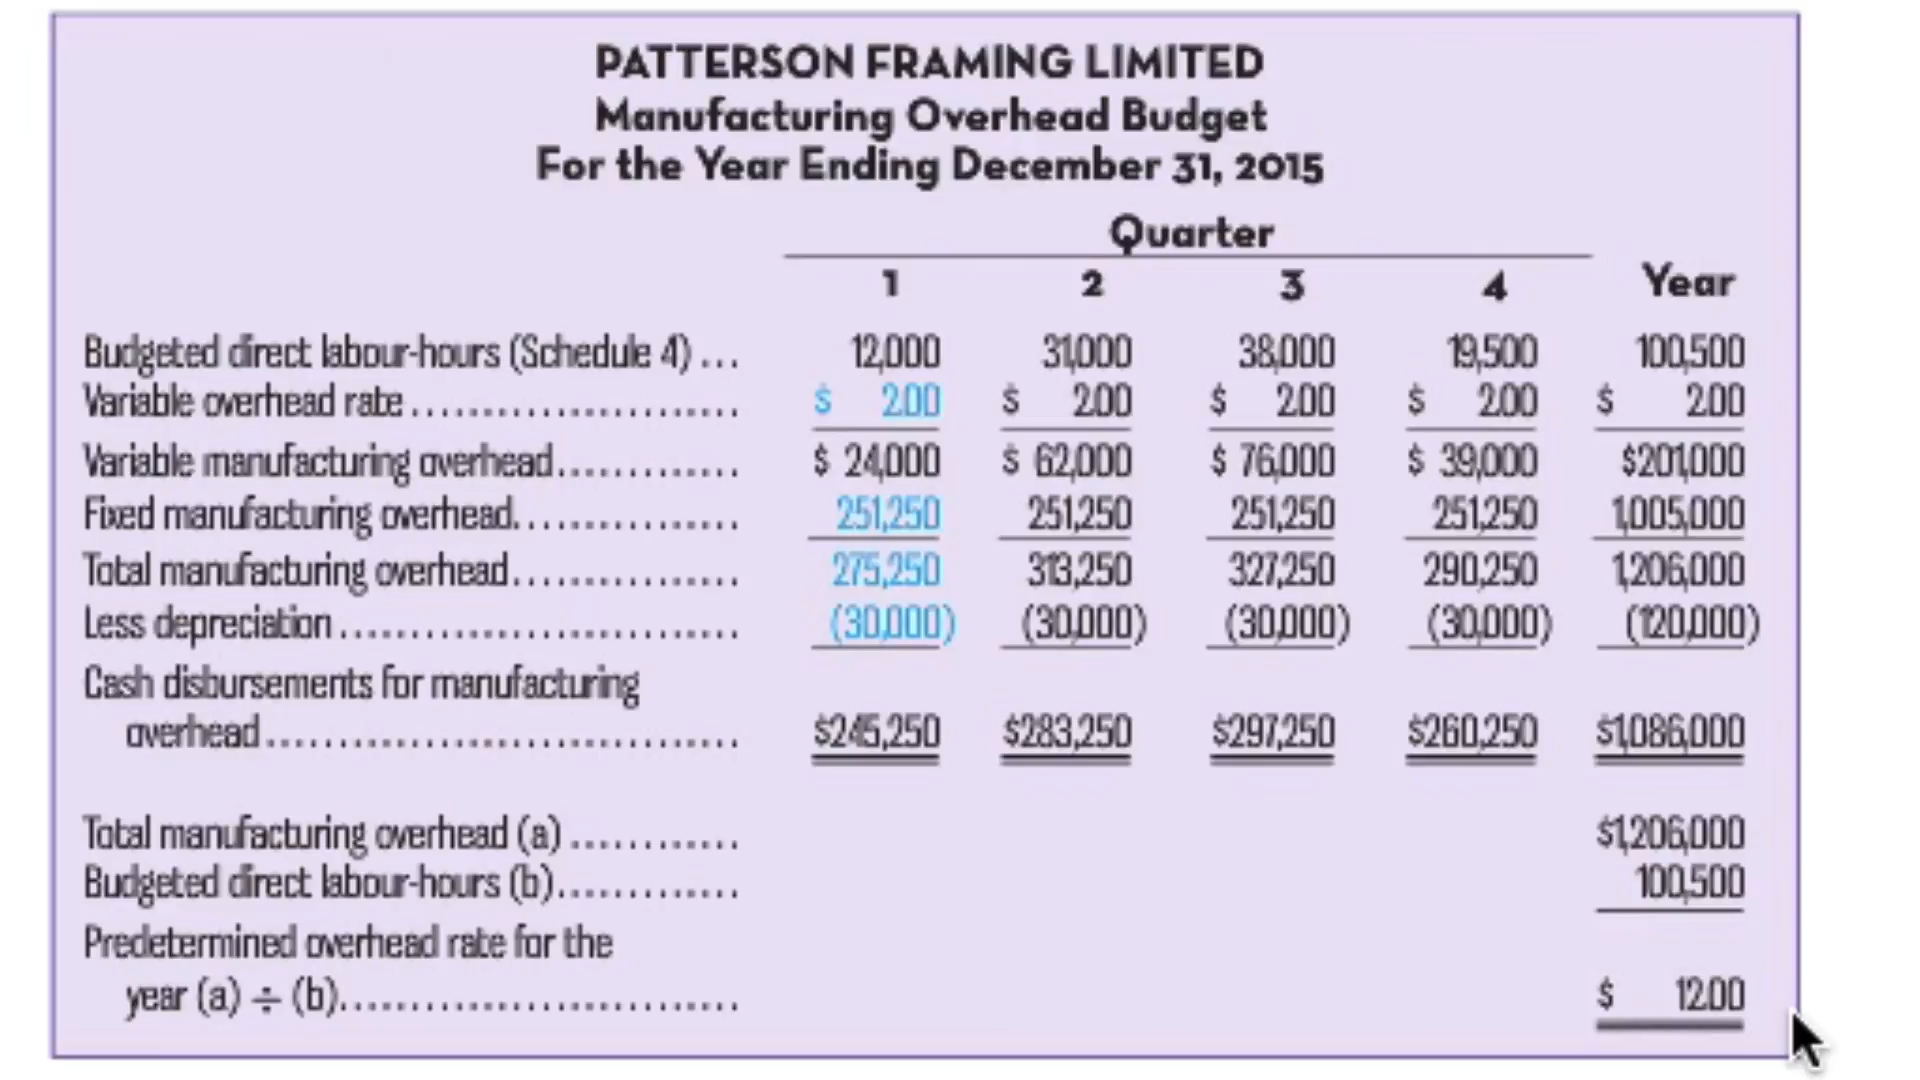 PATTERSON FRAMING LIMITED
Manufacturing Overhead Budget
For the Year Ending December 31, 2015
Quarter
1 2 3 4 Year
Budgeted direct labour-hours (Schedule 4) ... 12,000 31,000 38,000 19,500 100,500
Variable overhead rate ....................... $ 2.00 $ 2.00 $ 2.00 $ 2.00 $ 2.00
Variable manufacturing overhead ............. $ 24,000 $ 62,000 $ 76,000 $ 39,000 $201,000
Fixed manufacturing overhead ................ 251,250 251,250 251,250 251,250 1,005,000
Total manufacturing overhead ................ 275,250 313,250 327,250 290,250 1,206,000
Less depreciation ............................ (30,000) (30,000) (30,000) (30,000) (120,000)
Cash disbursements for manufacturing
overhead .................................. $245,250 $283,250 $297,250 $260,250 $1,086,000
Total manufacturing overhead (a) ............ $1,206,000
Budgeted direct labour-hours (b) ............. 100,500
Predetermined overhead rate for the
year (a) ÷ (b) ............................ $ 12.00